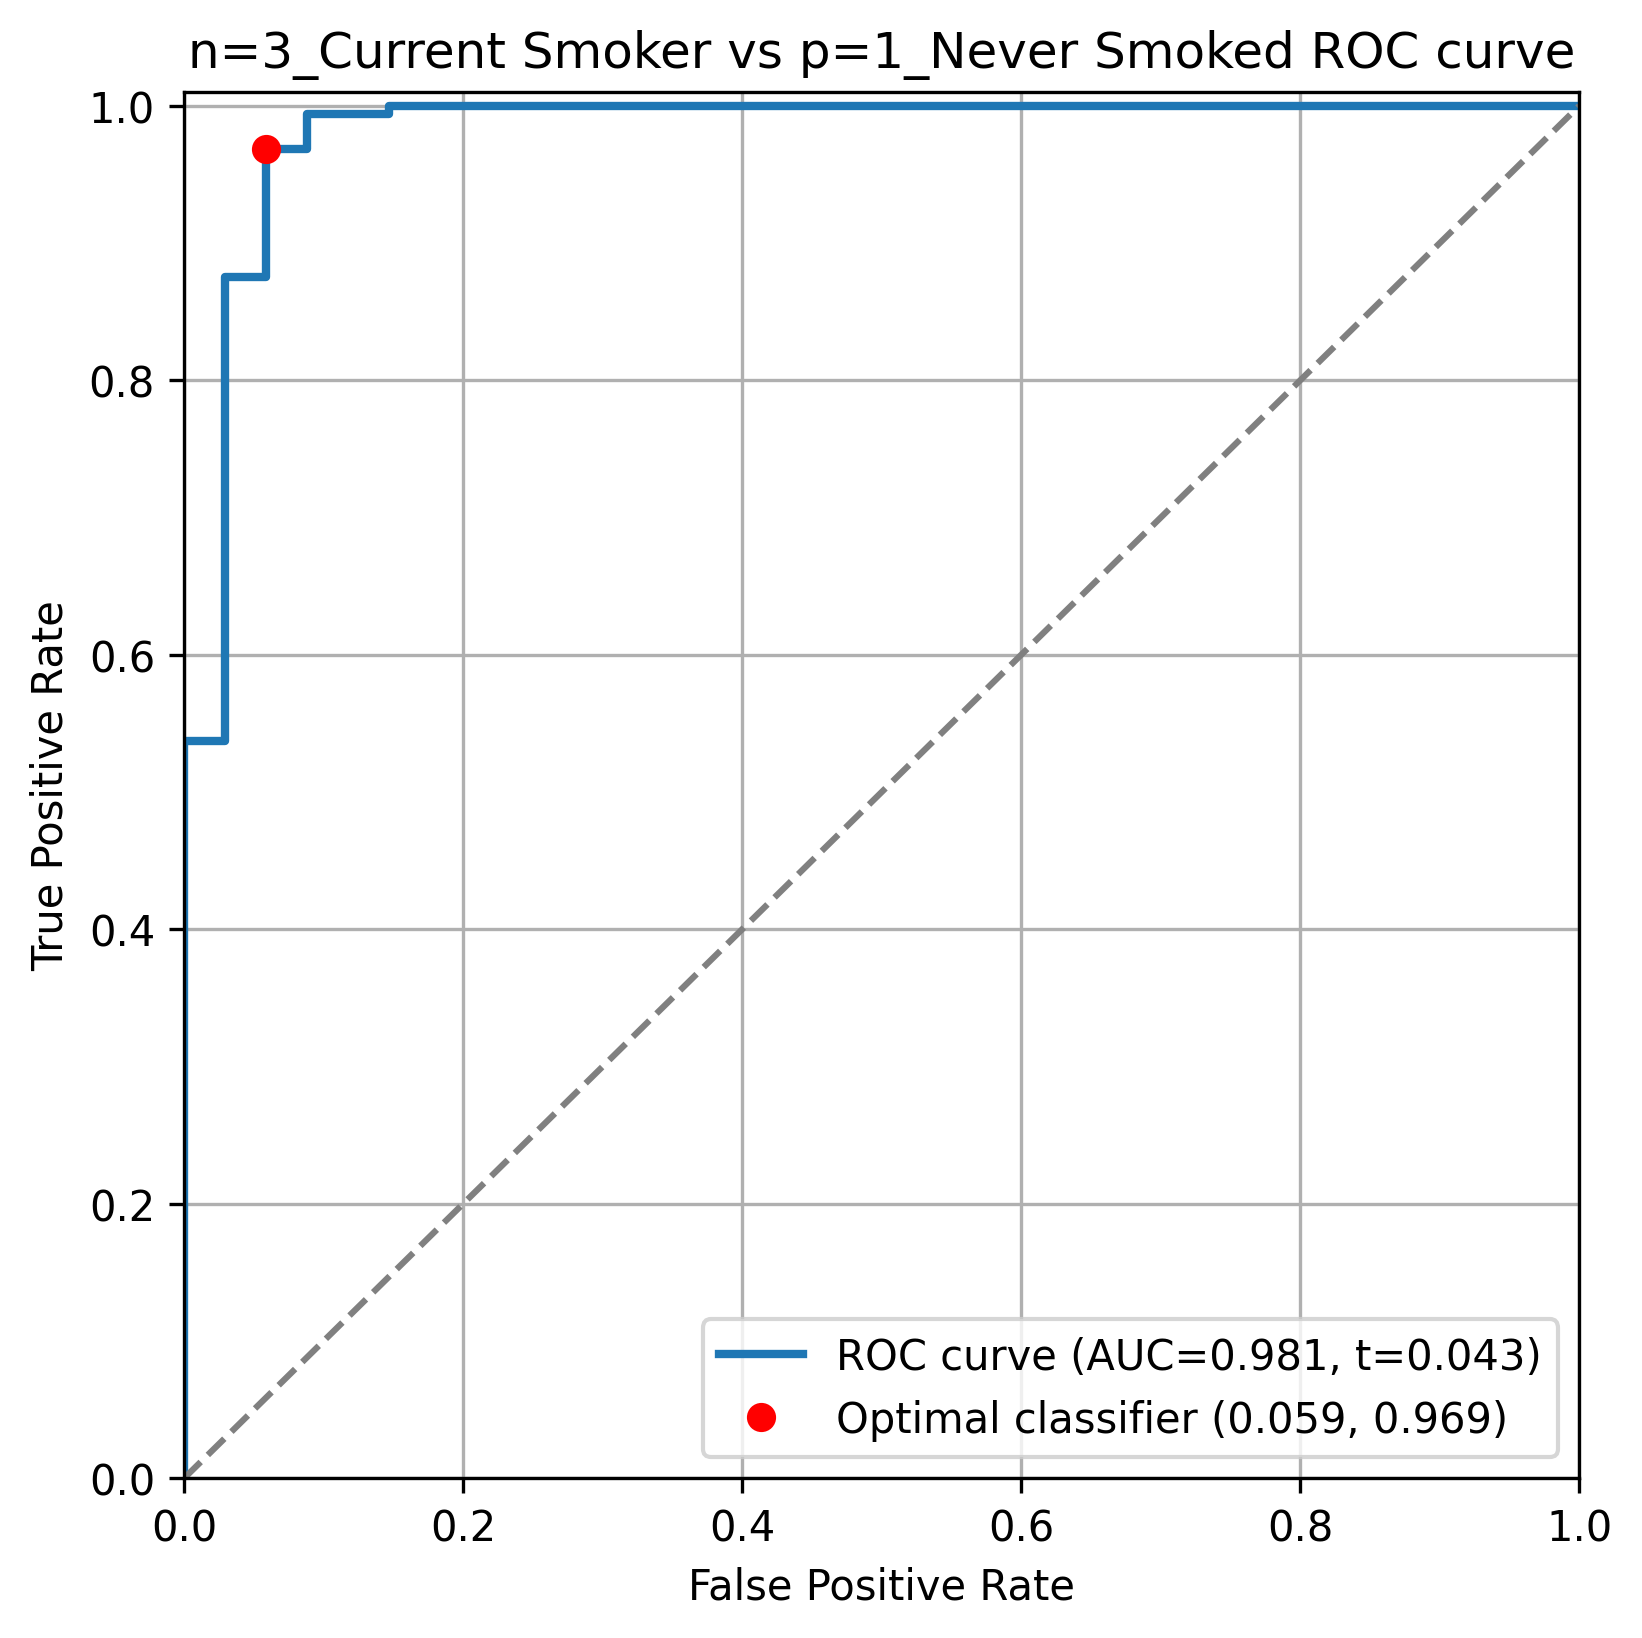 n=3_Current Smoker vs p=1_Never Smoked ROC curve
1.0
0.8
0.6
0.4
0.2
0.0
True Positive Rate
ROC curve (AUC=0.981, t=0.043)
Optimal classifier (0.059, 0.969)
0.0 0.2 0.4 0.6 0.8 1.0
False Positive Rate